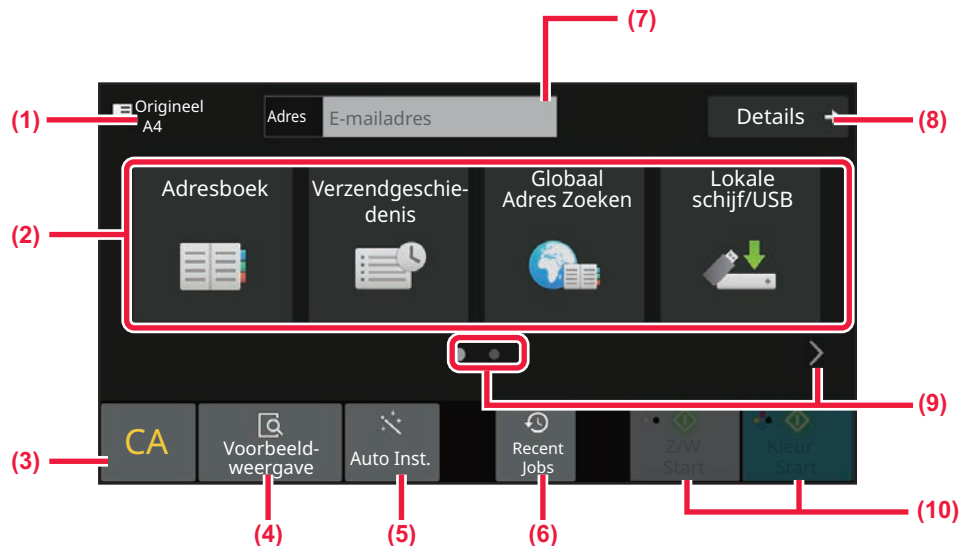 (7)
Origineel
A4
Adres
E-mailadres
Details
(1)
(8)
Adresboek
Verzendgeschie-
denis
Globaal
Adres Zoeken
Lokale
schijf/USB
(2)
(9)
CA
Voorbeeld-
weergave
Auto Inst.
Recent
Jobs
Z/W
Start
Kleur
Start
(3)
(4)
(5)
(6)
(10)